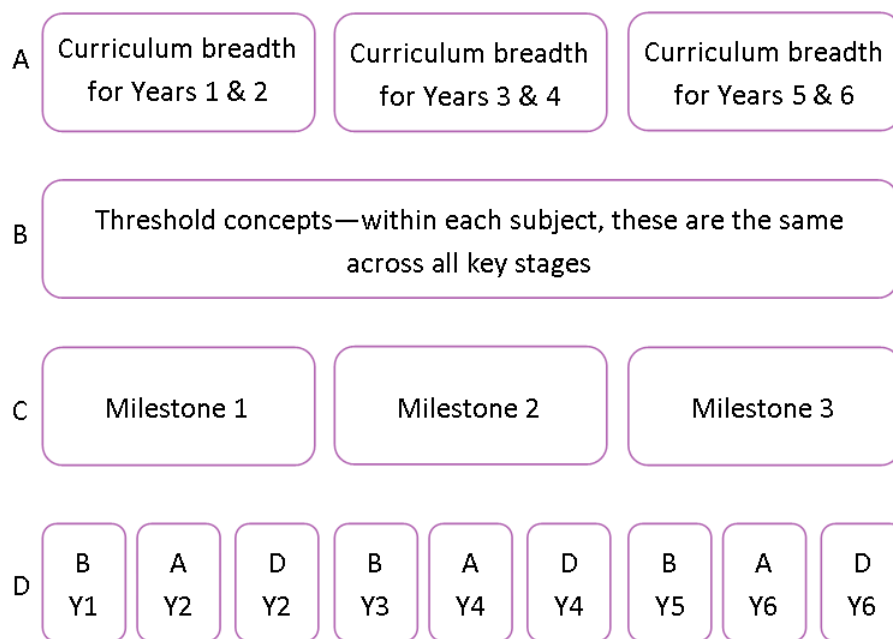 A
Curriculum breadth
for Years 1 & 2
Curriculum breadth
for Years 3 & 4
Curriculum breadth
for Years 5 & 6
B
Threshold concepts—within each subject, these are the same
across all key stages
C
Milestone 1
Milestone 2
Milestone 3
D
B
Y1
A
Y2
D
Y2
B
Y3
A
Y4
D
Y4
B
Y5
A
Y6
D
Y6